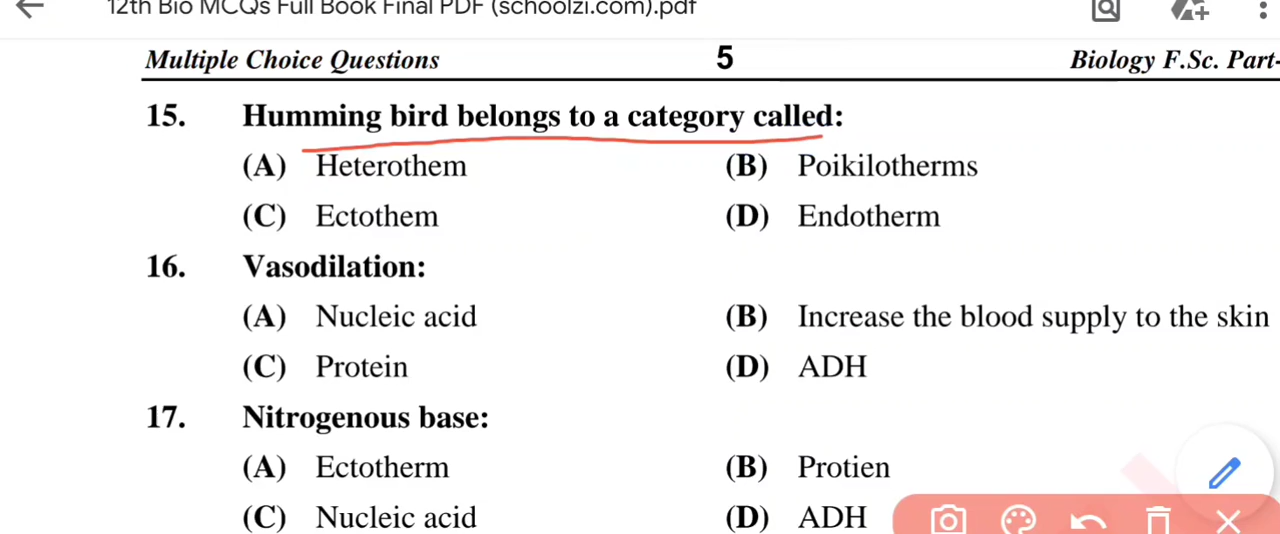 12th Bio MCQs Full Book Final PDF (schoolzi.com).pdf
Multiple Choice Questions 5 Biology F.Sc. Part-
15. Humming bird belongs to a category called:
(A) Heterothem (B) Poikilotherms
(C) Ectothem (D) Endotherm
16. Vasodilation:
(A) Nucleic acid (B) Increase the blood supply to the skin
(C) Protein (D) ADH
17. Nitrogenous base:
(A) Ectotherm (B) Protien
(C) Nucleic acid (D) ADH